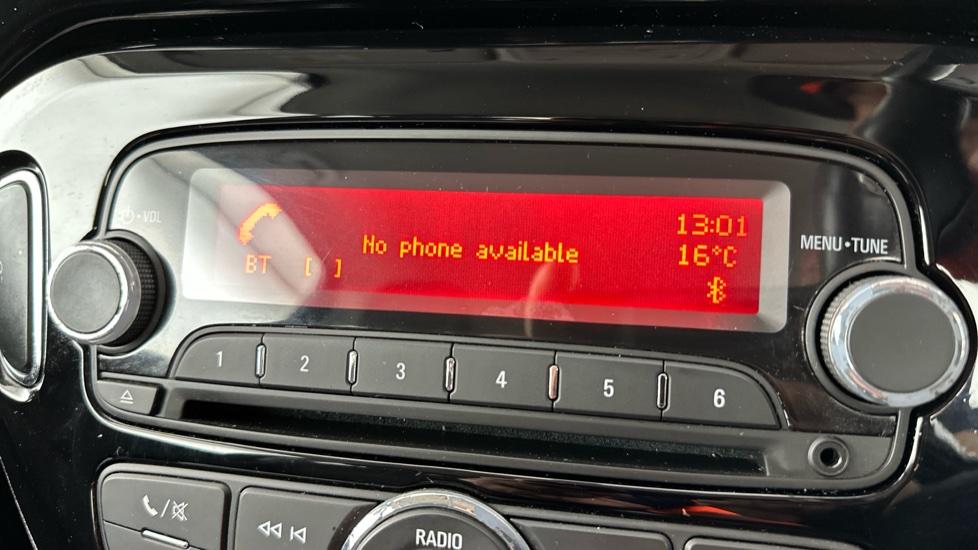 VOL
No phone available
BT [ ]
13:01
16°C
MENU•TUNE
1 2 3 4 5 6
RADIO